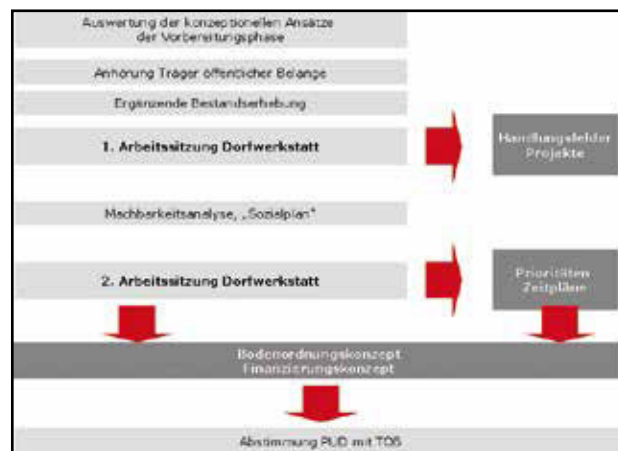 Auswertung der konzeptionellen Ansätze
der Vorbereitungsphase
Anhörung Träger öffentlicher Belange
Ergänzende Bestandserhebung
1. Arbeitssitzung Dorfwerkstatt
Handlungsfelder
Projekte
Machbarkeitsanalyse, „Sozialplan"
2. Arbeitssitzung Dorfwerkstatt
Prioritäten
Zeitpläne
Bodenordnungskonzept
Finanzierungskonzept
Abstimmung PUD mit TÖB